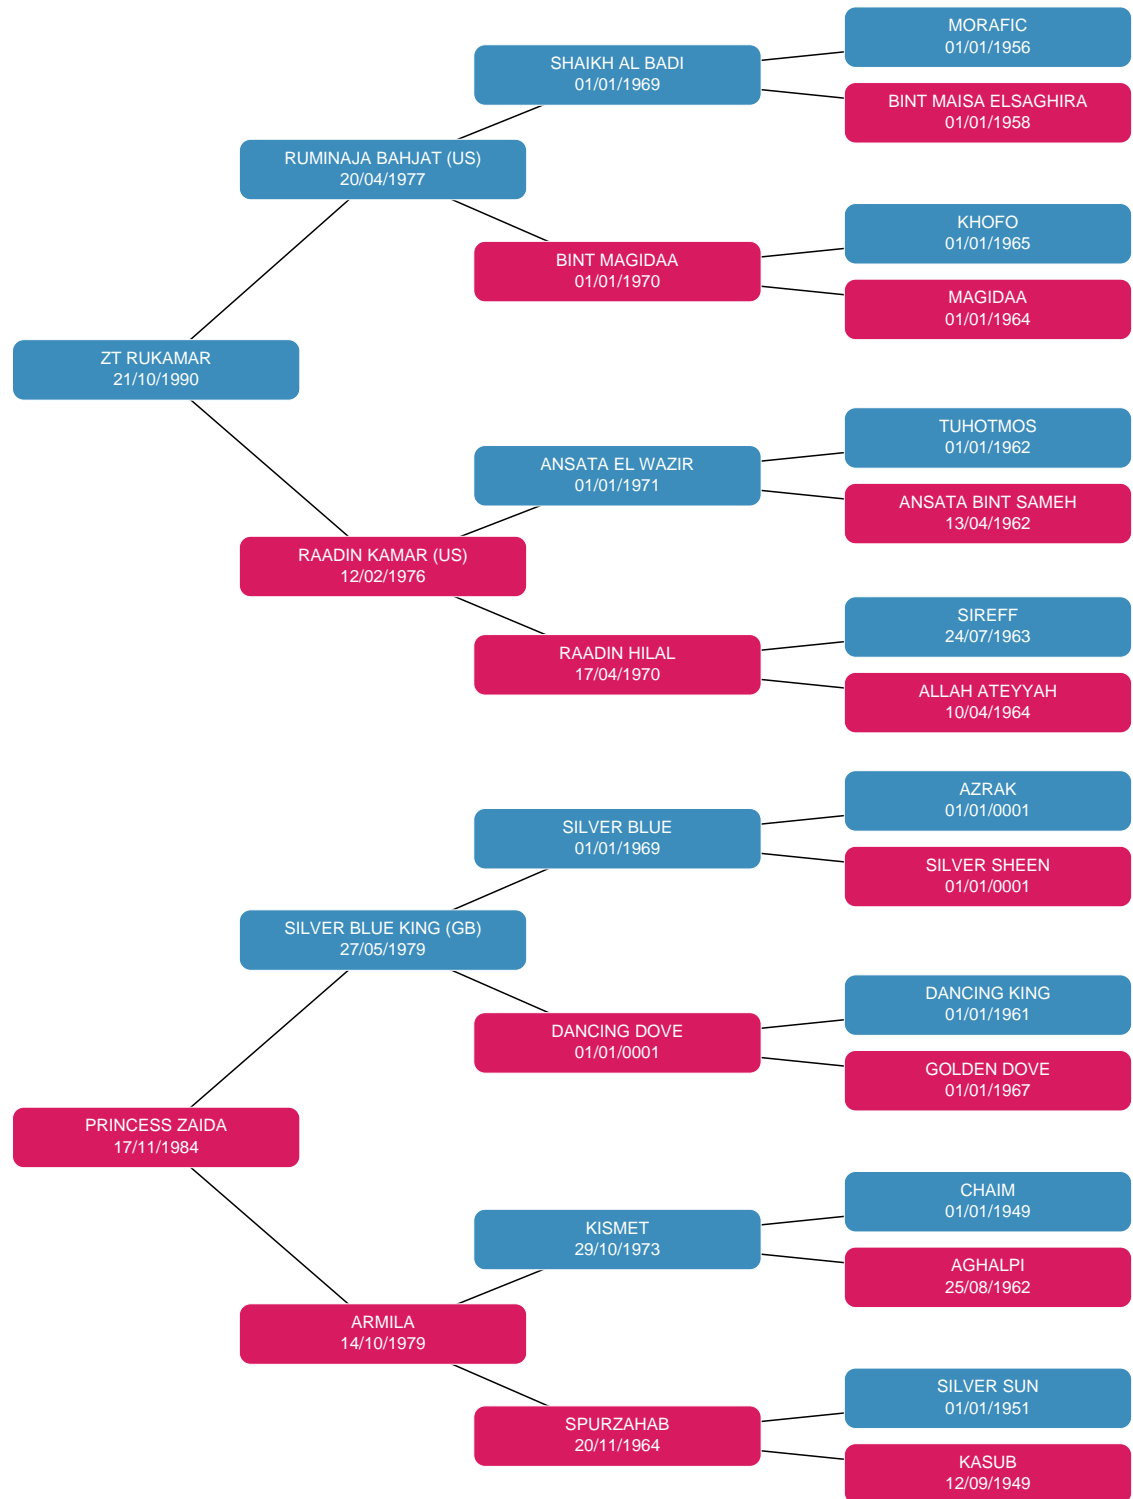 MORAFIC
01/01/1956
SHAIKH AL BADI
01/01/1969
BINT MAISA ELSAGHIRA
01/01/1958
RUMINAJA BAHJAT (US)
20/04/1977
KHOFO
01/01/1965
BINT MAGIDAA
01/01/1970
MAGIDAA
01/01/1964
ZT RUKAMAR
21/10/1990
TUHOTMOS
01/01/1962
ANSATA EL WAZIR
01/01/1971
ANSATA BINT SAMEH
13/04/1962
RAADIN KAMAR (US)
12/02/1976
SIREFF
24/07/1963
RAADIN HILAL
17/04/1970
ALLAH ATEYYAH
10/04/1964
AZRAK
01/01/0001
SILVER BLUE
01/01/1969
SILVER SHEEN
01/01/0001
SILVER BLUE KING (GB)
27/05/1979
DANCING KING
01/01/1961
DANCING DOVE
01/01/0001
GOLDEN DOVE
01/01/1967
PRINCESS ZAIDA
17/11/1984
CHAIM
01/01/1949
KISMET
29/10/1973
AGHALPI
25/08/1962
ARMILA
14/10/1979
SILVER SUN
01/01/1951
SPURZAHAB
20/11/1964
KASUB
12/09/1949